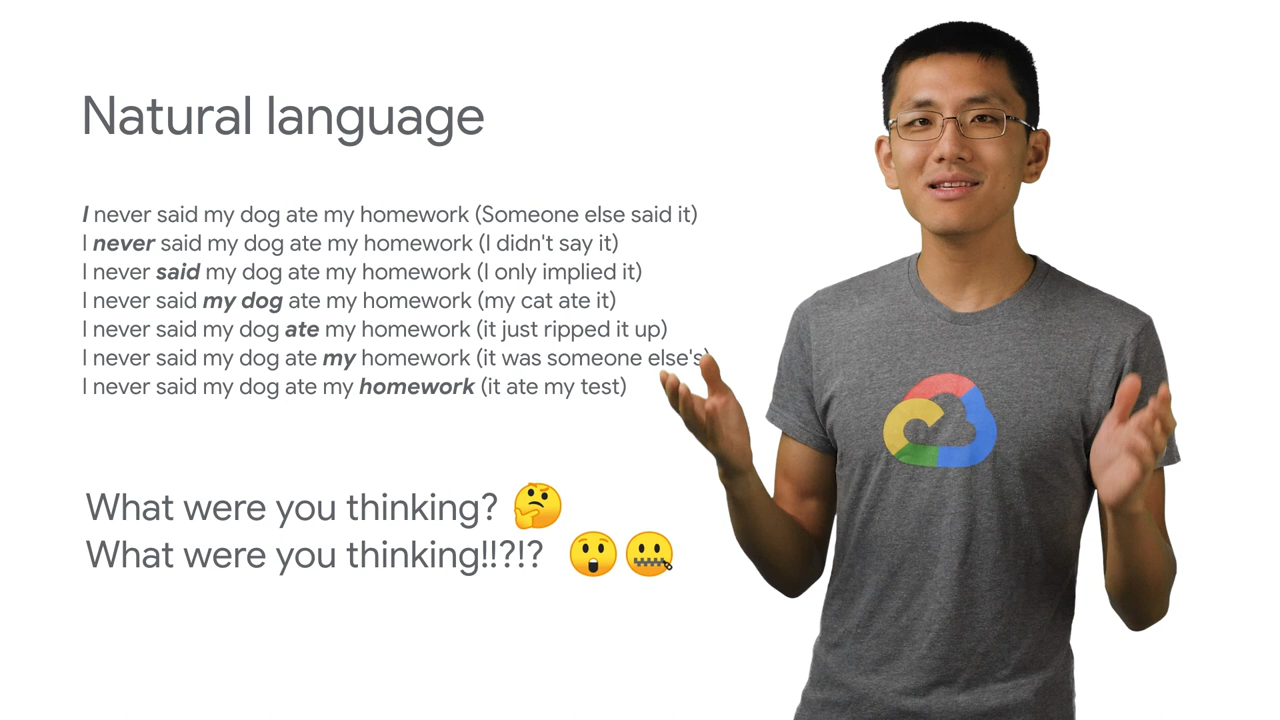 Natural language
I never said my dog ate my homework (Someone else said it)
I never said my dog ate my homework (I didn't say it)
I never said my dog ate my homework (I only implied it)
I never said my dog ate my homework (my cat ate it)
I never said my dog ate my homework (it just ripped it up)
I never said my dog ate my homework (it was someone else's)
I never said my dog ate my homework (it ate my test)
What were you thinking? 🤔
What were you thinking!!?!? 😲🤐